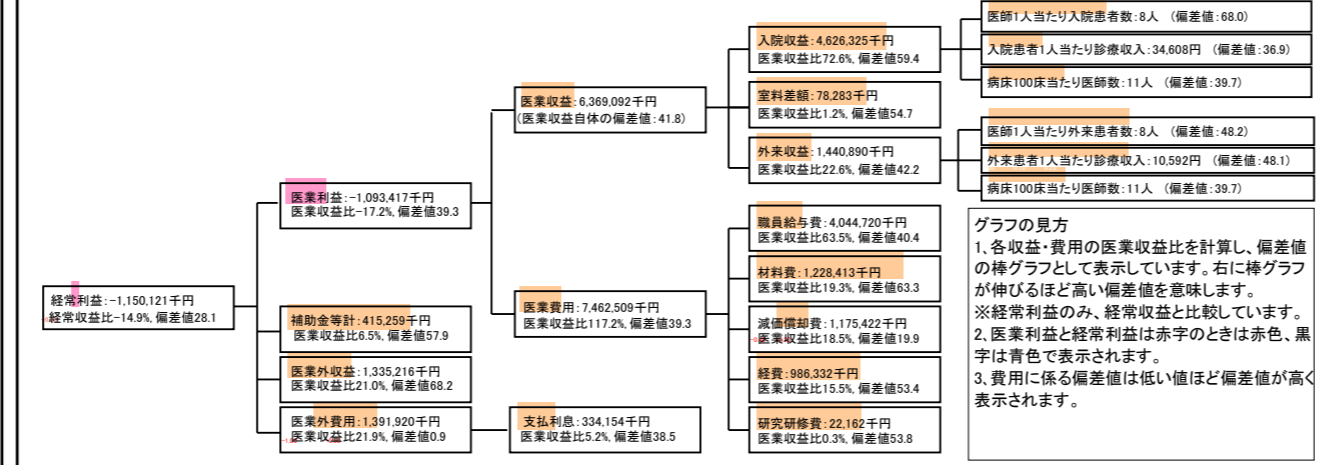 経常利益：-1,150,121千円
経常収益比-14.9%, 偏差値28.1
医業利益：-1,093,417千円
医業収益比-17.2%, 偏差値39.3
補助金等計：415,259千円
医業収益比6.5%, 偏差値57.9
医業外収益：1,335,216千円
医業収益比21.0%, 偏差値68.2
医業外費用：1,391,920千円
医業収益比21.9%, 偏差値0.9
医業収益：6,369,092千円
（医業収益自体の偏差値：41.8）
医業費用：7,462,509千円
医業収益比117.2%, 偏差値39.3
支払利息：334,154千円
医業収益比5.2%, 偏差値38.5
入院収益：4,626,325千円
医業収益比72.6%, 偏差値59.4
室料差額：78,283千円
医業収益比1.2%, 偏差値54.7
外来収益：1,440,890千円
医業収益比22.6%, 偏差値42.2
職員給与費：4,044,720千円
医業収益比63.5%, 偏差値40.4
材料費：1,228,413千円
医業収益比19.3%, 偏差値63.3
減価償却費：1,175,422千円
医業収益比18.5%, 偏差値19.9
経費：986,332千円
医業収益比15.5%, 偏差値53.4
研究研修費：22,162千円
医業収益比0.3%, 偏差値53.8
医師1人当たり入院患者数：8人 （偏差値：68.0）
入院患者1人当たり診療収入：34,608円 （偏差値：36.9）
病床100床当たり医師数：11人 （偏差値：39.7）
医師1人当たり外来患者数：8人 （偏差値：48.2）
外来患者1人当たり診療収入：10,592円 （偏差値：48.1）
病床100床当たり医師数：11人 （偏差値：39.7）
グラフの見方
1、各収益・費用の医業収益比を計算し、偏差値
の棒グラフとして表示しています。右に棒グラフ
が伸びるほど高い偏差値を意味します。
※経常利益のみ、経常収益と比較しています。
2、医業利益と経常利益は赤字のときは赤色、黒
字は青色で表示されます。
3、費用に係る偏差値は低い値ほど偏差値が高く
表示されます。